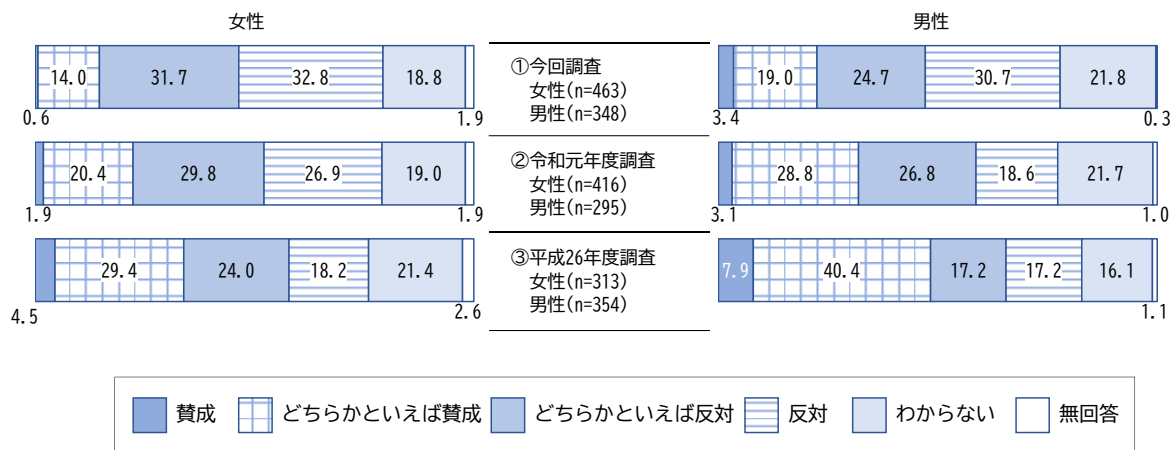 女性
男性
14.0 31.7 32.8 18.8
0.6 1.9
①今回調査
女性(n=463)
男性(n=348)
19.0 24.7 30.7 21.8
3.4 0.3
20.4 29.8 26.9 19.0
1.9 1.9
②令和元年度調査
女性(n=416)
男性(n=295)
28.8 26.8 18.6 21.7
3.1 1.0
29.4 24.0 18.2 21.4
4.5 2.6
③平成26年度調査
女性(n=313)
男性(n=354)
7.9 40.4 17.2 17.2 16.1
1.1
賛成 どちらかといえば賛成 どちらかといえば反対 反対 わからない 無回答